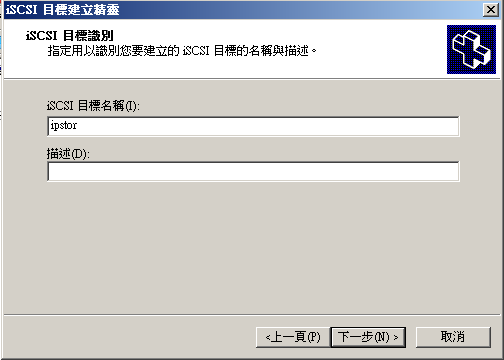 iSCSI 目標建立精靈
iSCSI 目標識別
指定用以識別您要建立的 iSCSI 目標的名稱與描述。
iSCSI 目標名稱(I):
ipstor
描述(D):
<上一頁(P) 下一步(N) > 取消